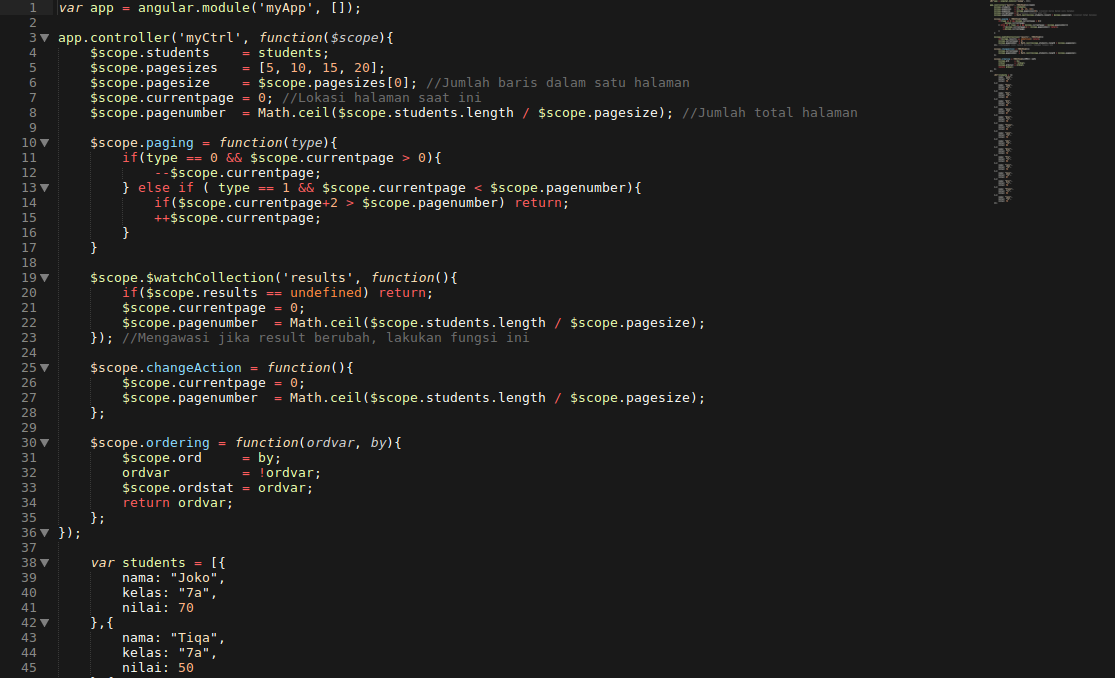 1 var app = angular.module('myApp', []);
2
3 app.controller('myCtrl', function($scope){
4     $scope.students    = students;
5     $scope.pagesizes   = [5, 10, 15, 20];
6     $scope.pagesize    = $scope.pagesizes[0]; //Jumlah baris dalam satu halaman
7     $scope.currentpage = 0; //Lokasi halaman saat ini
8     $scope.pagenumber  = Math.ceil($scope.students.length / $scope.pagesize); //Jumlah total halaman
9
10     $scope.paging = function(type){
11         if(type == 0 && $scope.currentpage > 0){
12             --$scope.currentpage;
13         } else if ( type == 1 && $scope.currentpage < $scope.pagenumber){
14             if($scope.currentpage+2 > $scope.pagenumber) return;
15             ++$scope.currentpage;
16         }
17     }
18
19     $scope.$watchCollection('results', function(){
20         if($scope.results == undefined) return;
21         $scope.currentpage = 0;
22         $scope.pagenumber  = Math.ceil($scope.students.length / $scope.pagesize);
23     }); //Mengawasi jika result berubah, lakukan fungsi ini
24
25     $scope.changeAction = function(){
26         $scope.currentpage = 0;
27         $scope.pagenumber  = Math.ceil($scope.students.length / $scope.pagesize);
28     };
29
30     $scope.ordering = function(ordvar, by){
31         $scope.ord     = by;
32         ordvar         = !ordvar;
33         $scope.ordstat = ordvar;
34         return ordvar;
35     };
36 });
37
38     var students = [{
39         nama: "Joko",
40         kelas: "7a",
41         nilai: 70
42     },{
43         nama: "Tiqa",
44         kelas: "7a",
45         nilai: 50